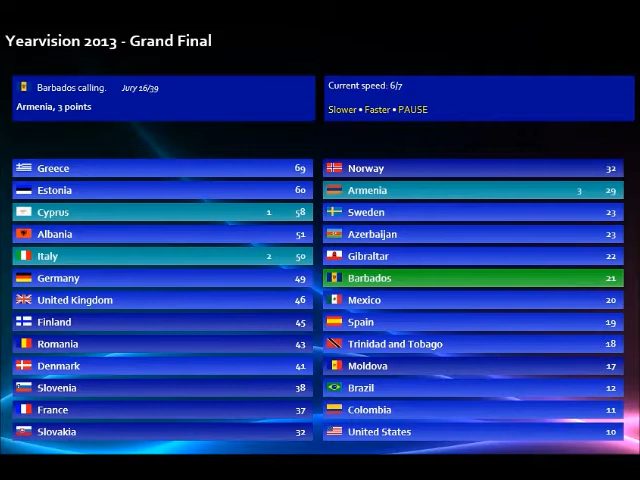 Yearvision 2013 - Grand Final
Barbados calling. Jury 16/39
Armenia, 3 points
Current speed: 6/7
Slower • Faster • PAUSE
Greece 69
Estonia 60
Cyprus 1 58
Albania 51
Italy 2 50
Germany 49
United Kingdom 46
Finland 45
Romania 43
Denmark 41
Slovenia 38
France 37
Slovakia 32
Norway 32
Armenia 3 29
Sweden 23
Azerbaijan 23
Gibraltar 22
Barbados 21
Mexico 20
Spain 19
Trinidad and Tobago 18
Moldova 17
Brazil 12
Colombia 11
United States 10